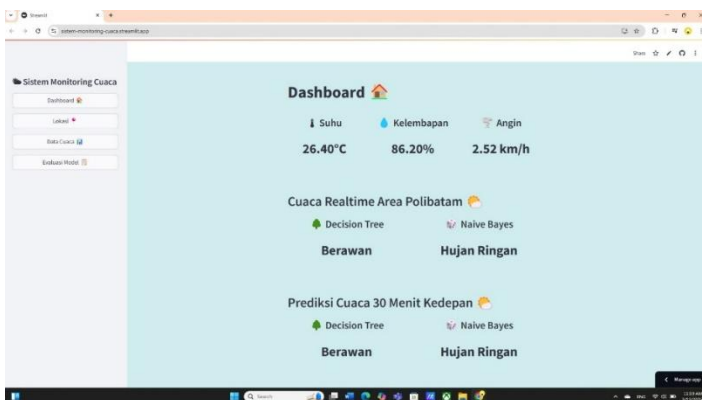 Streamlit
sistem-monitoring-cuaca.streamlit.app
Share
Sistem Monitoring Cuaca
Dashboard
Lokasi
Data Cuaca
Evaluasi Model
Dashboard
Suhu Kelembapan Angin
26.40°C 86.20% 2.52 km/h
Cuaca Realtime Area Polibatam
Decision Tree Naive Bayes
Berawan Hujan Ringan
Prediksi Cuaca 30 Menit Kedepan
Decision Tree Naive Bayes
Berawan Hujan Ringan
Manage app
Search
ENG